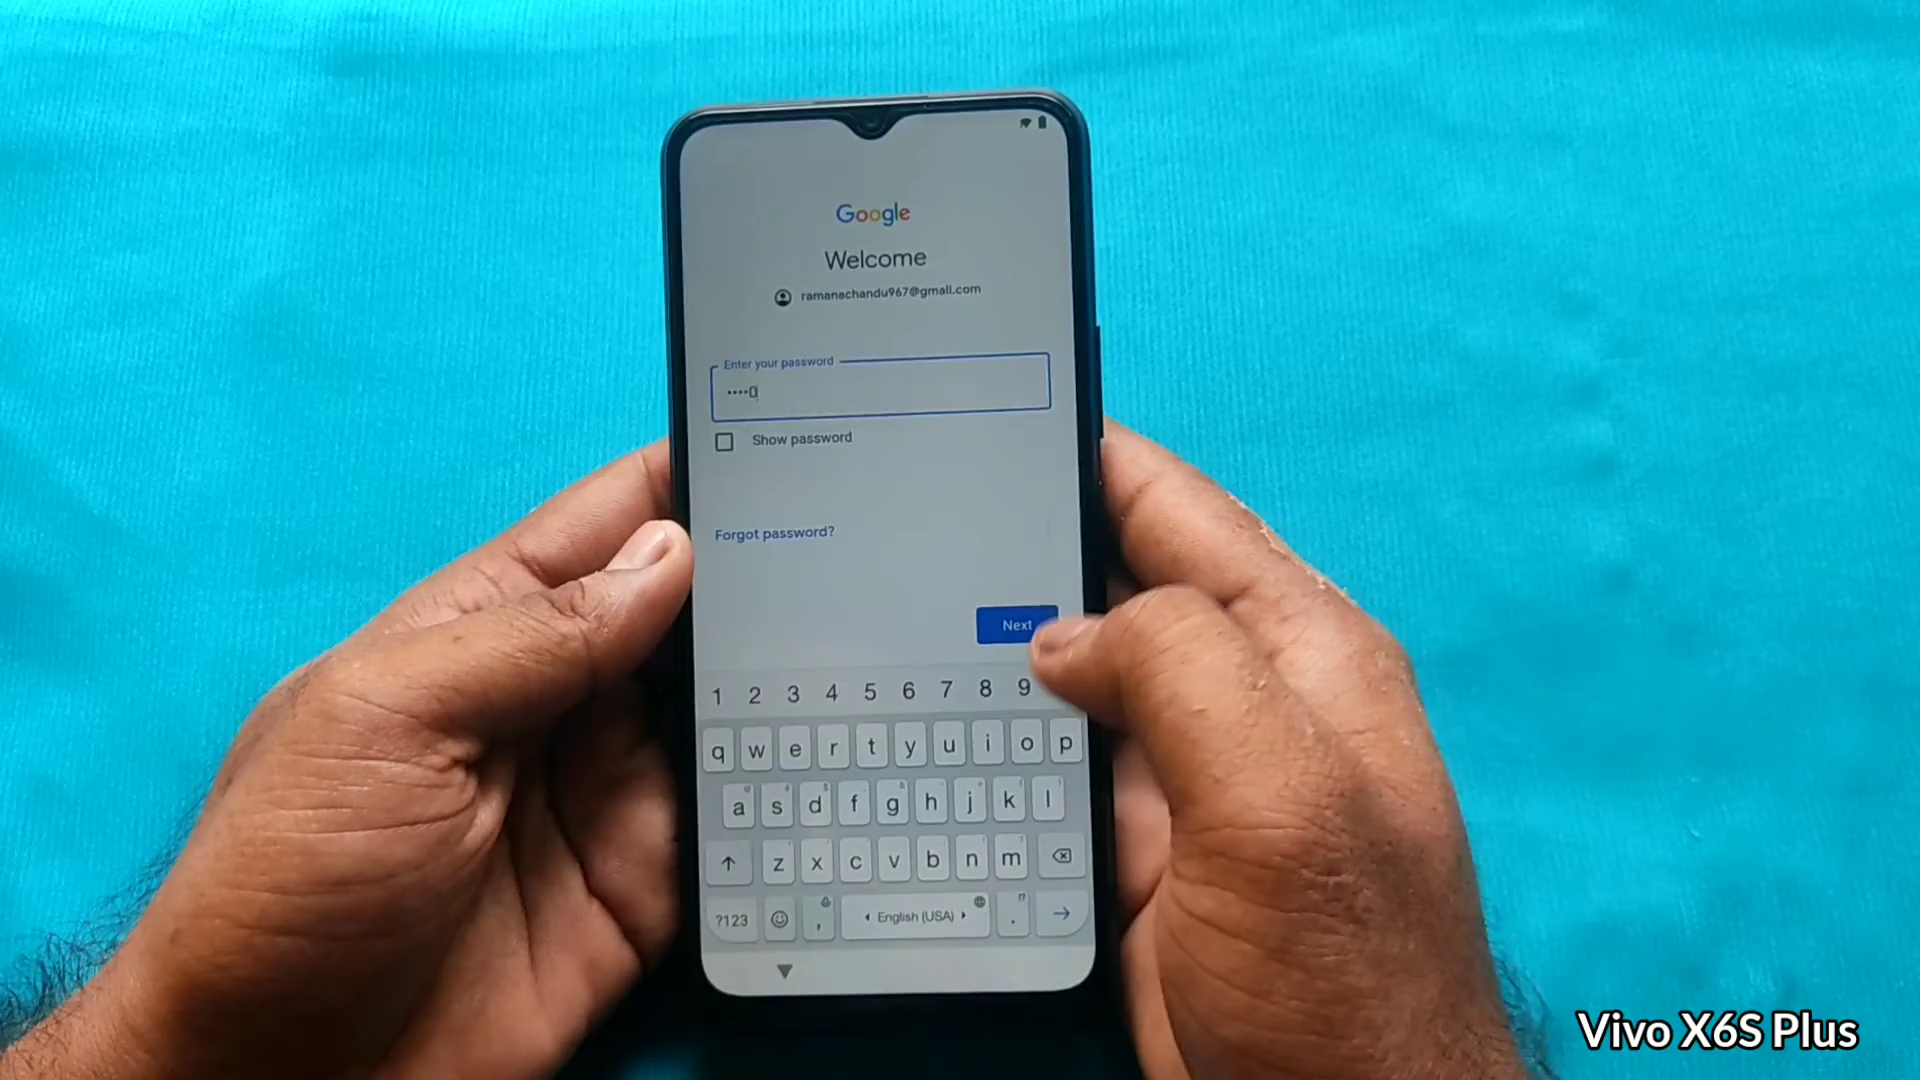 Google
Welcome
ramanachandu967@gmail.com
Enter your password
••••0
Show password
Forgot password?
Next
1 2 3 4 5 6 7 8 9
q w e r t y u i o p
a s d f g h j k l
z x c v b n m
?123 , English (USA) .
Vivo X6S Plus